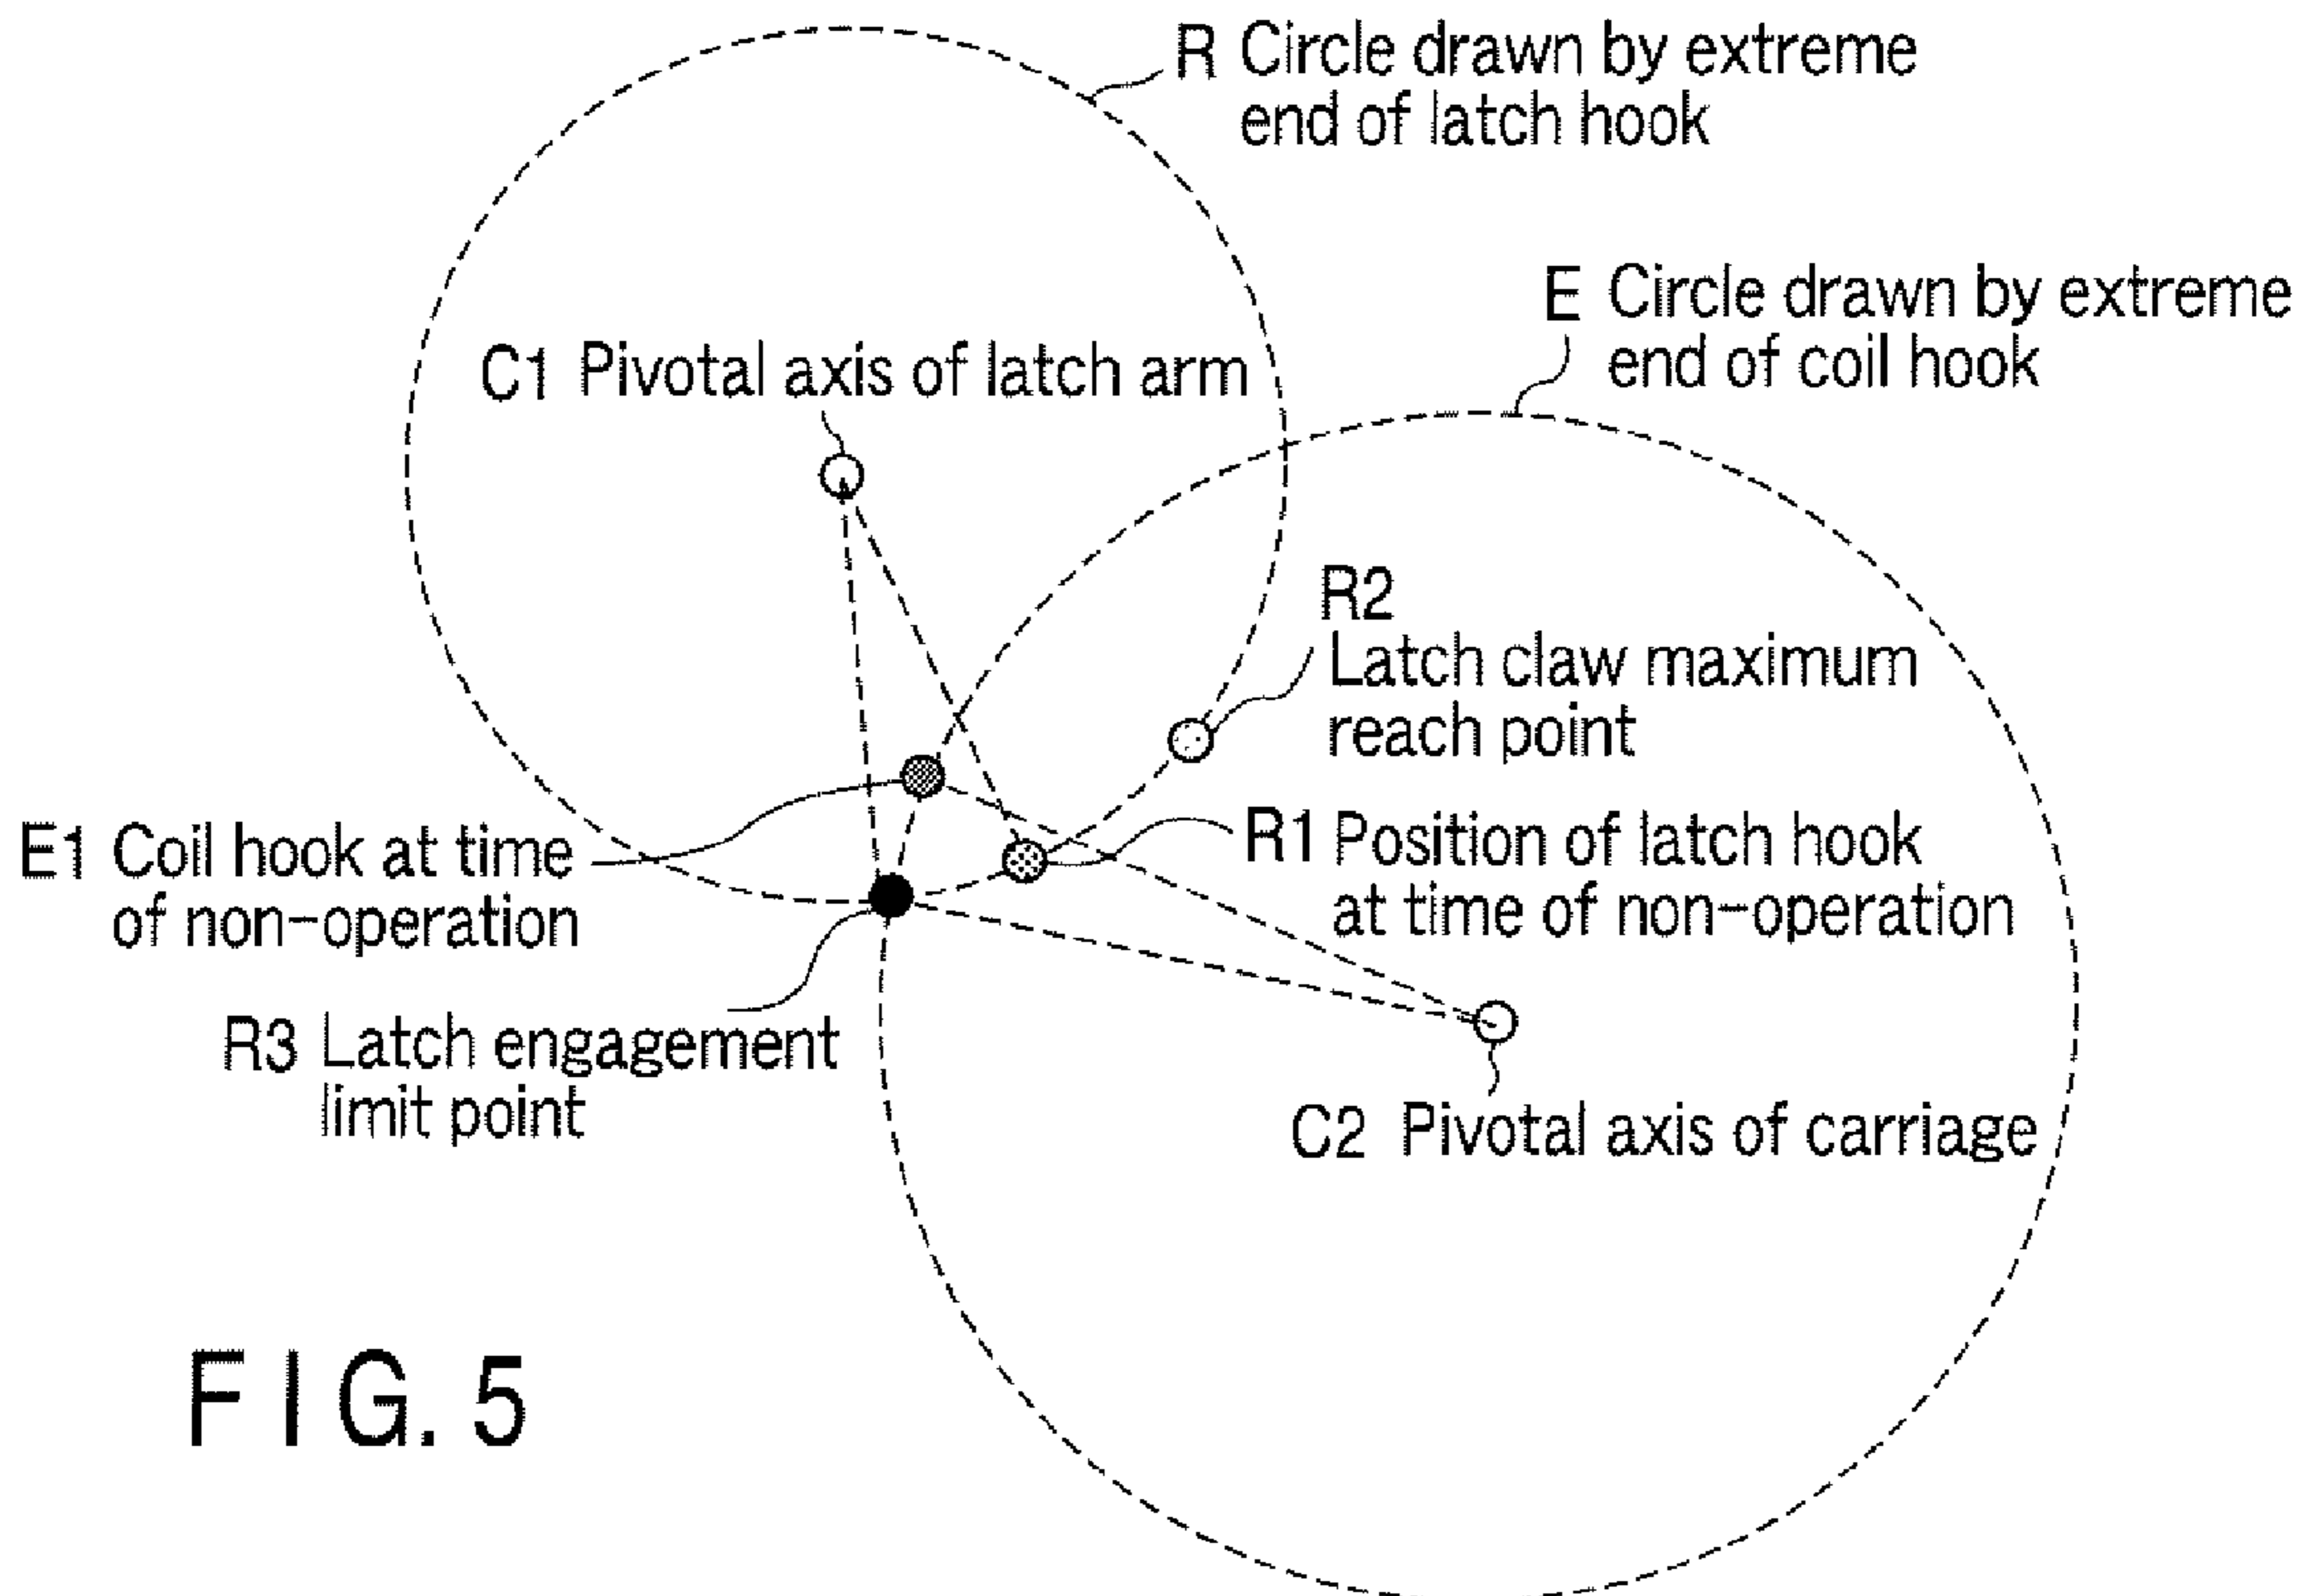 R Circle drawn by extreme
end of latch hook
E Circle drawn by extreme
end of coil hook
C1 Pivotal axis of latch arm
R2
Latch claw maximum
reach point
E1 Coil hook at time
of non-operation
R1 Position of latch hook
at time of non-operation
R3 Latch engagement
limit point
C2 Pivotal axis of carriage
FIG. 5